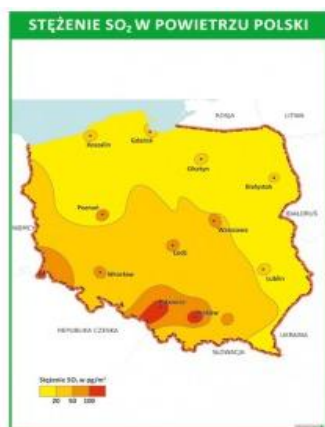 STĘŻENIE SO₂ W POWIETRZU POLSKI
ROSJA
LITWA
Gdańsk
Koszalin
Olsztyn
Białystok
BIAŁORUŚ
Poznań
Warszawa
NIEMCY
Łódź
Wrocław
Lublin
Kraków
REPUBLIKA CZESKA
UKRAINA
SŁOWACJA
Stężenie SO₂ w µg/m³
20 50 100